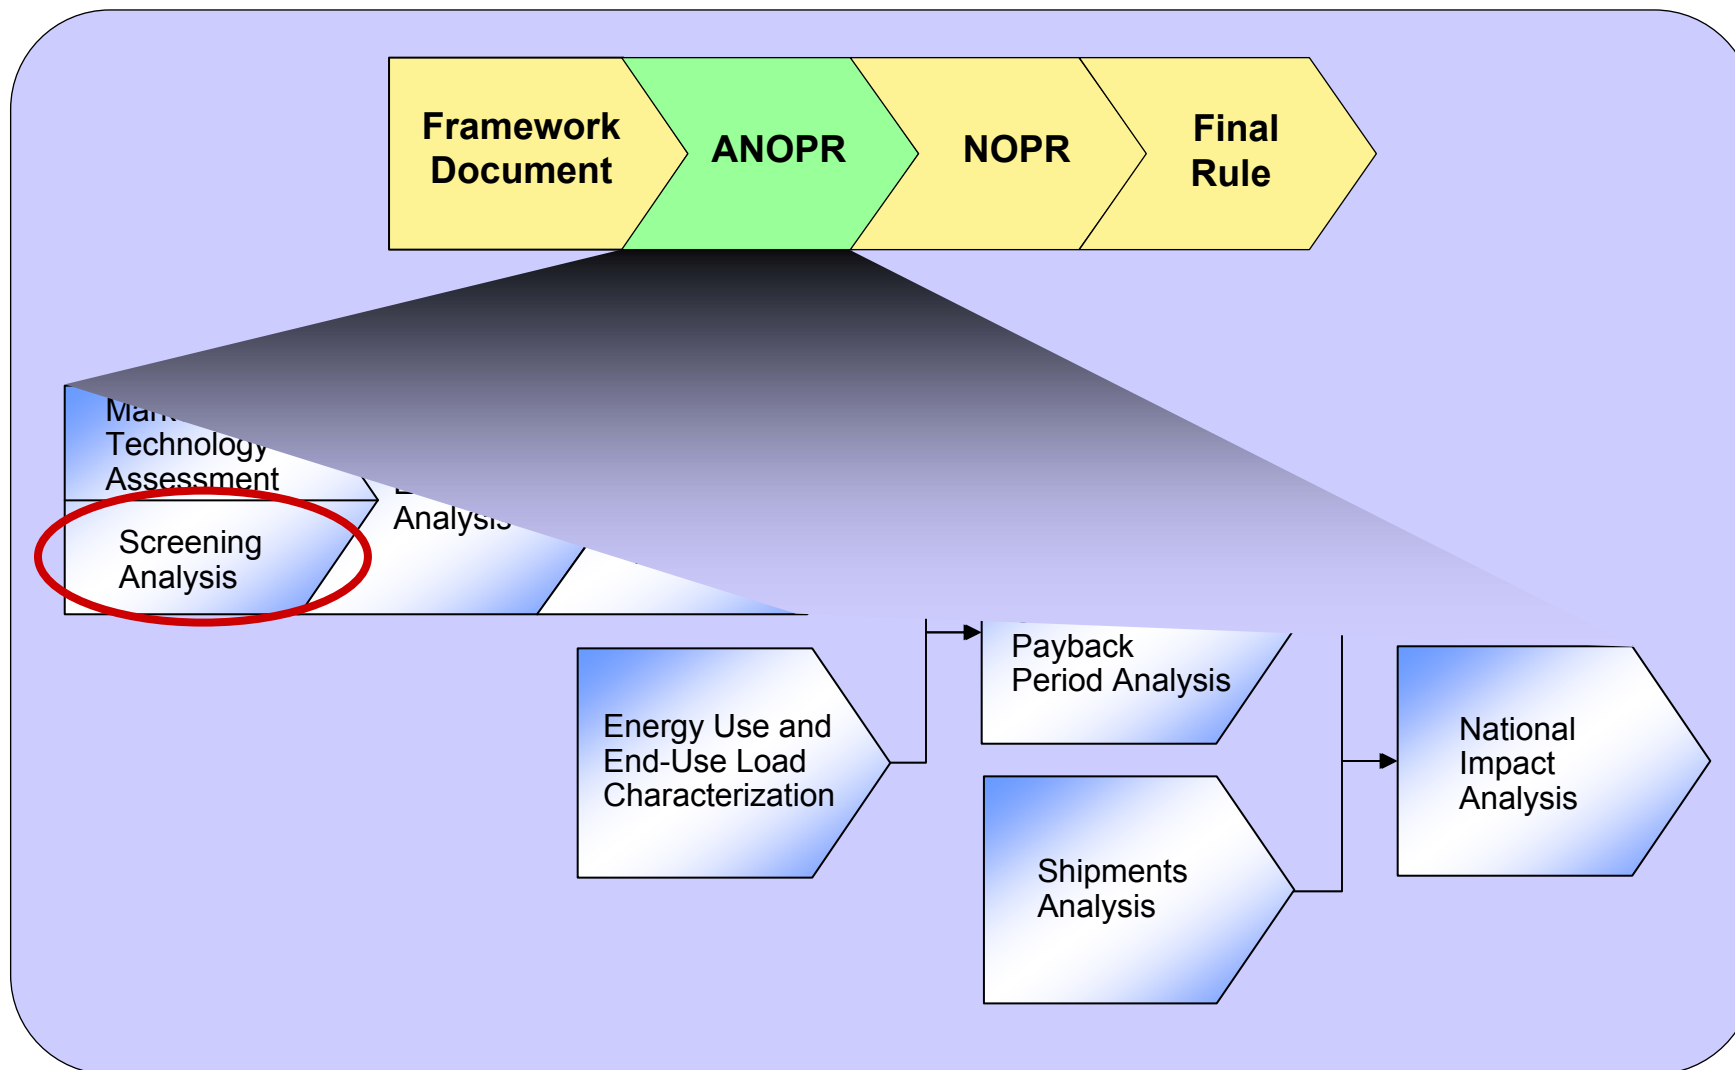 Framework
Document
ANOPR
NOPR
Final
Rule
Technology
Assessment
Analysis
Screening
Analysis
Payback
Period Analysis
Energy Use and
End-Use Load
Characterization
National
Impact
Analysis
Shipments
Analysis